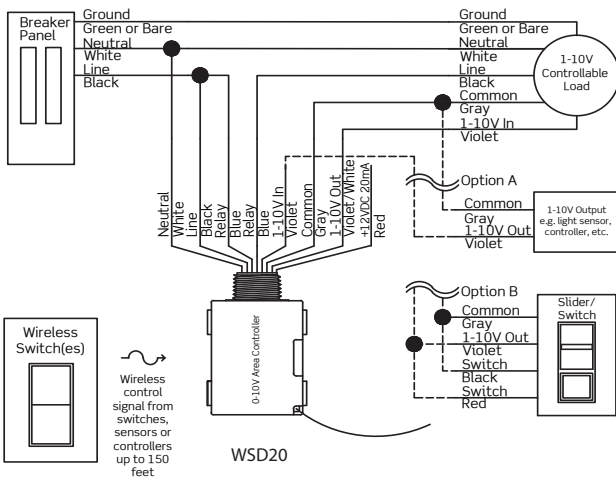 Breaker
Panel
Ground
Green or Bare
Neutral
White
Line
Black
Ground
Green or Bare
Neutral
White
Line
Black
Common
Gray
1-10V In
Violet
1-10V
Controllable
Load
Neutral
White
Line
Black
Relay
Blue
Relay
Blue
1-10V In
Violet
Common
Gray
1-10V Out
Violet/White
+12VDC 20mA
Red
Option A
Common
Gray
1-10V Out
Violet
1-10V Output
e.g. light sensor,
controller, etc.
Option B
Common
Gray
1-10V Out
Violet
Switch
Black
Switch
Red
Slider/
Switch
Wireless
Switch(es)
Wireless
control
signal from
switches,
sensors or
controllers
up to 150
feet
0-10V Area Controller
WSD20